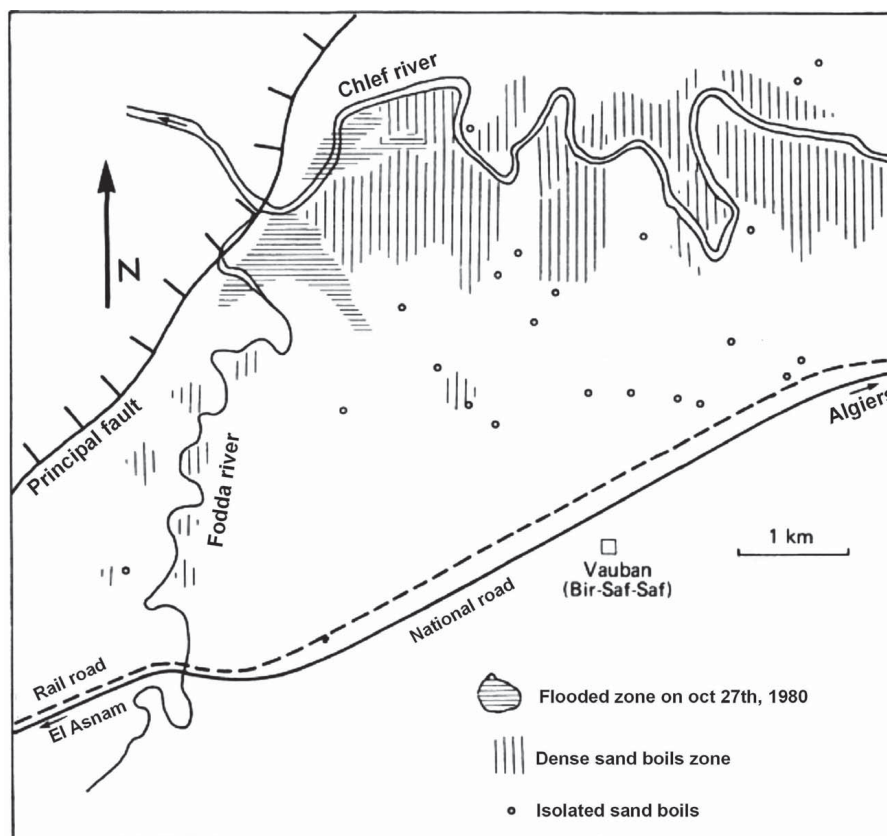 Chlef river
N
Principal fault
Fodda river
Algiers
1 km
Vauban
(Bir-Saf-Saf)
National road
Rail road
El Asnam
Flooded zone on oct 27th, 1980
Dense sand boils zone
Isolated sand boils